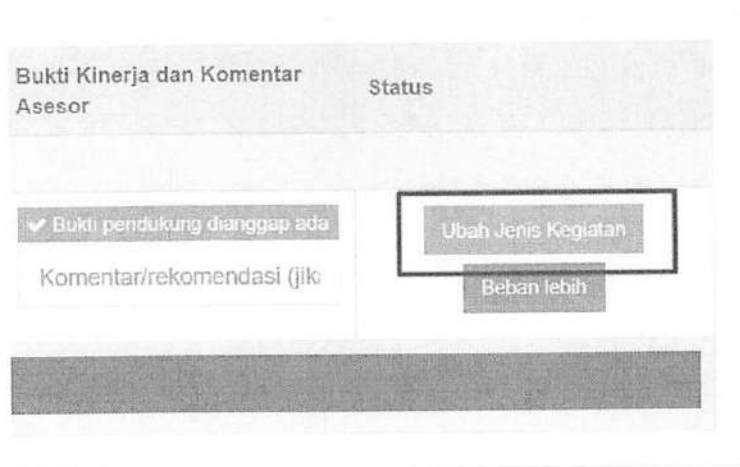 Bukti Kinerja dan Komentar
Asesor
Status
✔ Bukti pendukung dianggap ada
Ubah Jenis Kegiatan
Komentar/rekomendasi (jik
Beban lebih